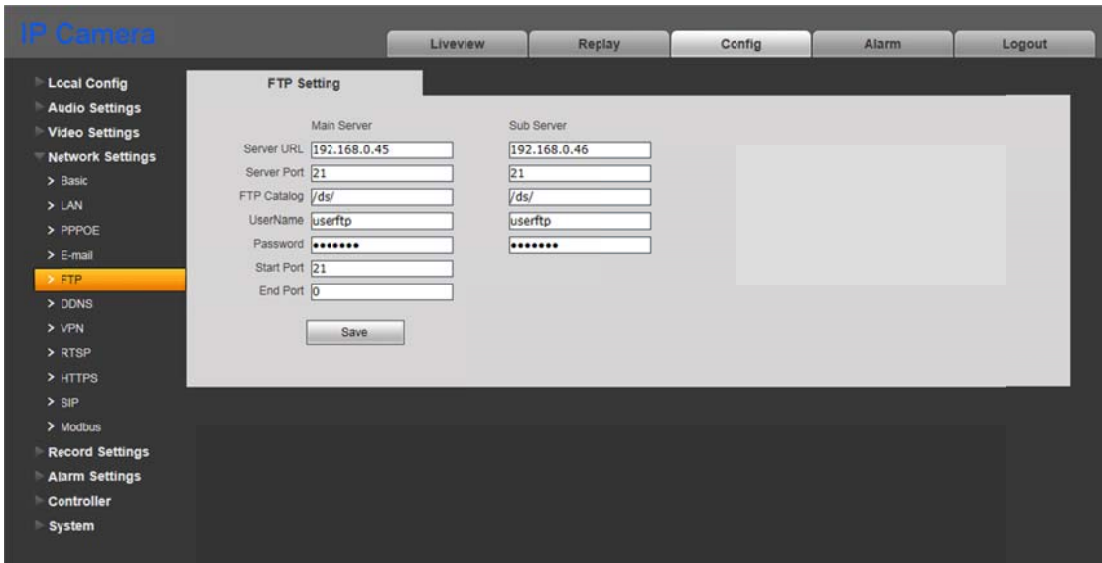 IP Camera
Liveview Replay Config Alarm Logout
Local Config
Audio Settings
Video Settings
Network Settings
> Basic
> LAN
> PPPOE
> E-mail
> FTP
> DDNS
> VPN
> RTSP
> HTTPS
> SIP
> Modbus
Record Settings
Alarm Settings
Controller
System
FTP Setting
Main Server Sub Server
Server URL 192.168.0.45 192.168.0.46
Server Port 21 21
FTP Catalog /ds/ /ds/
UserName userftp userftp
Password ••••••• •••••••
Start Port 21
End Port 0
Save